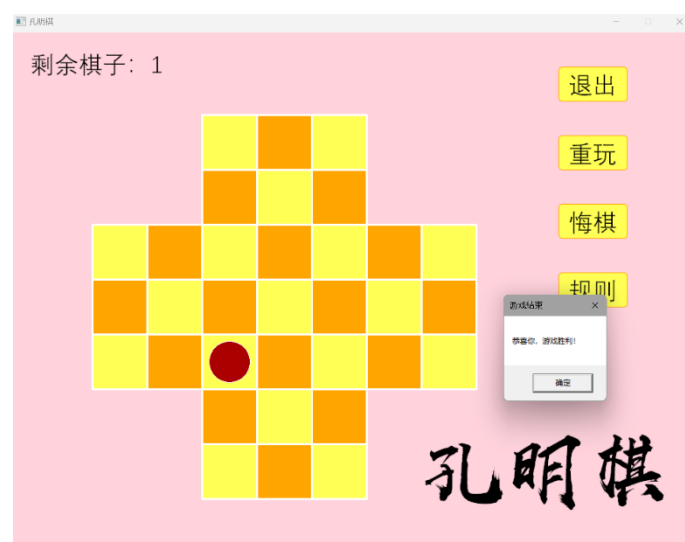 孔明棋
剩余棋子：1
退出
重玩
悔棋
规则
游戏结束
恭喜你，游戏胜利！
确定
孔明棋